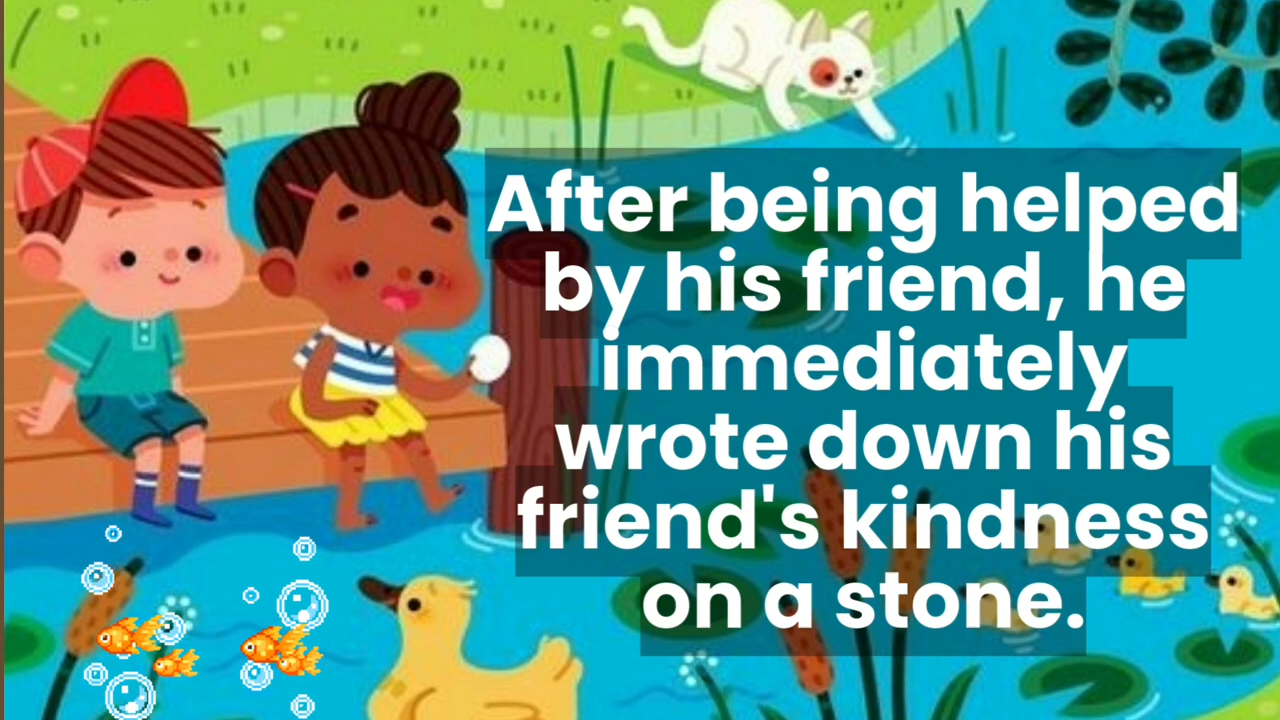 After being helped
by his friend, he
immediately
wrote down his
friend's kindness
on a stone.